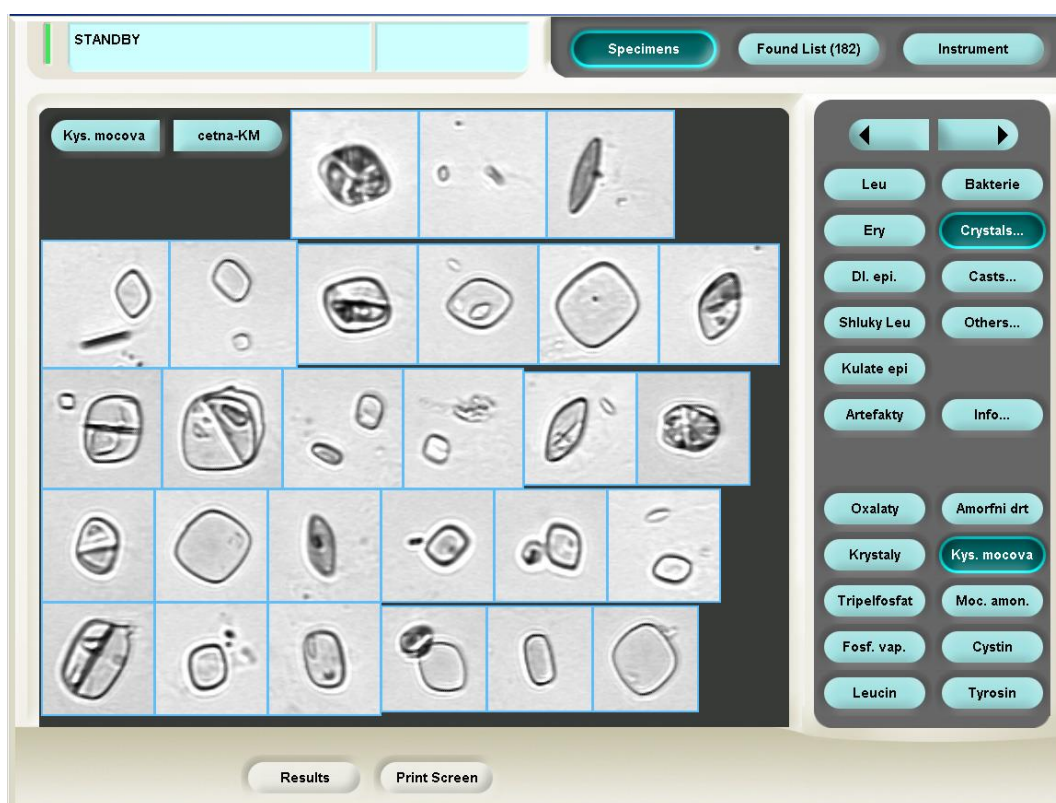 STANDBY
Specimens
Found List (182)
Instrument
Kys. mocova
cetna-KM
Leu
Bakterie
Ery
Crystals...
Dl. epi.
Casts...
Shluky Leu
Others...
Kulate epi
Artefakty
Info...
Oxalaty
Amorfni drt
Krystaly
Kys. mocova
Tripelfosfat
Moc. amon.
Fosf. vap.
Cystin
Leucin
Tyrosin
Results
Print Screen